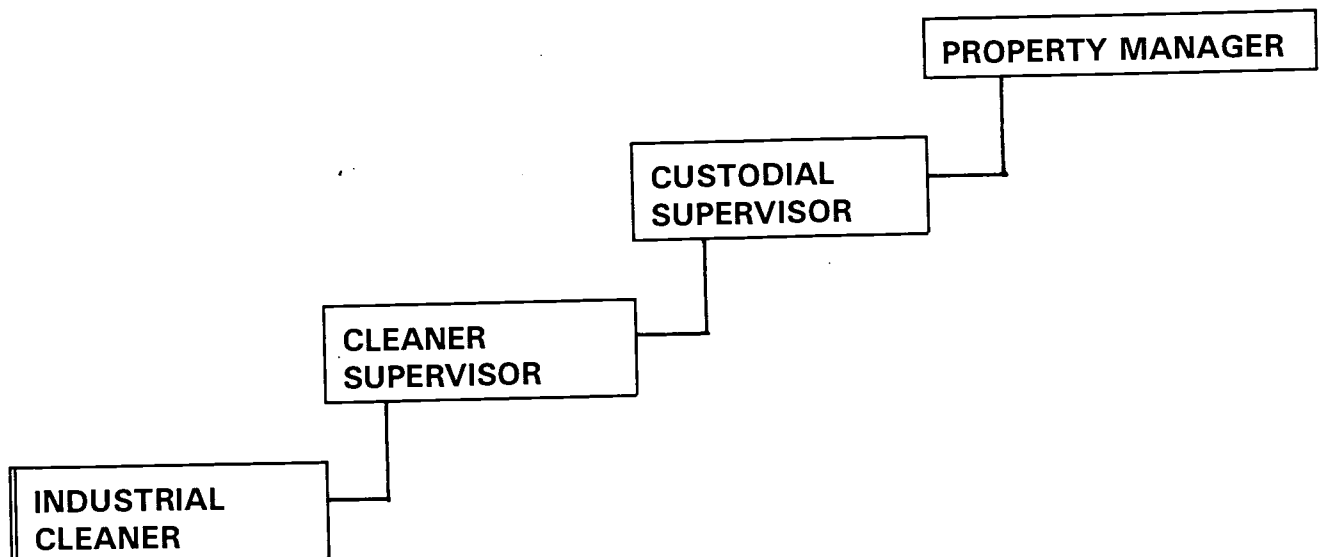 PROPERTY MANAGER
CUSTODIAL
SUPERVISOR
CLEANER
SUPERVISOR
INDUSTRIAL
CLEANER